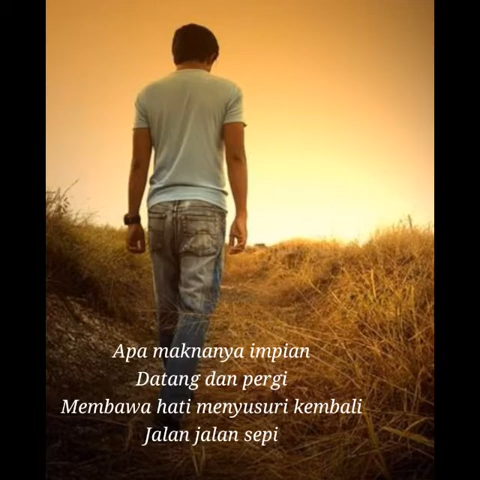 Apa maknanya impian
Datang dan pergi
Membawa hati menyusuri kembali
Jalan jalan sepi